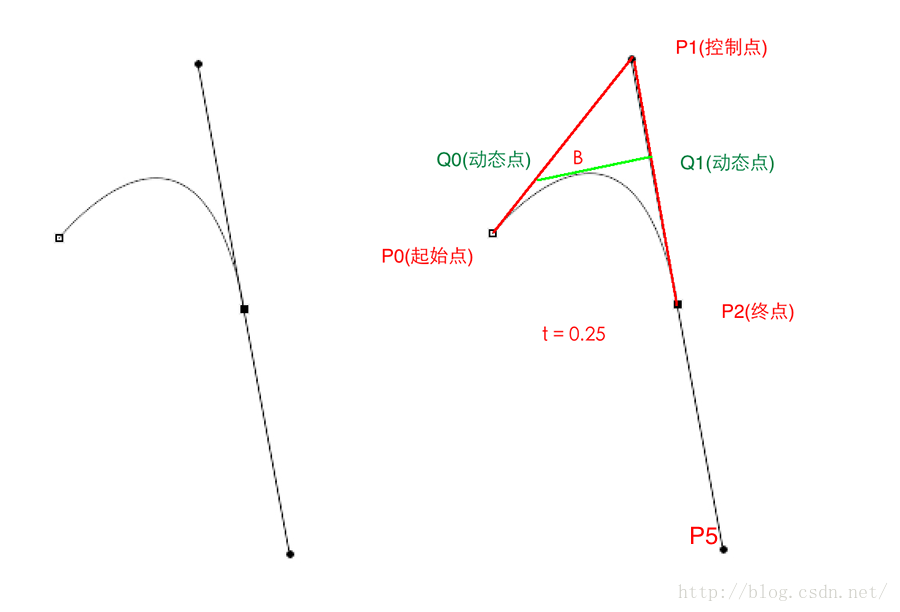 P1(控制点)
Q0(动态点)
B
Q1(动态点)
P0(起始点)
P2(终点)
t = 0.25
P5
http://blog.csdn.net/